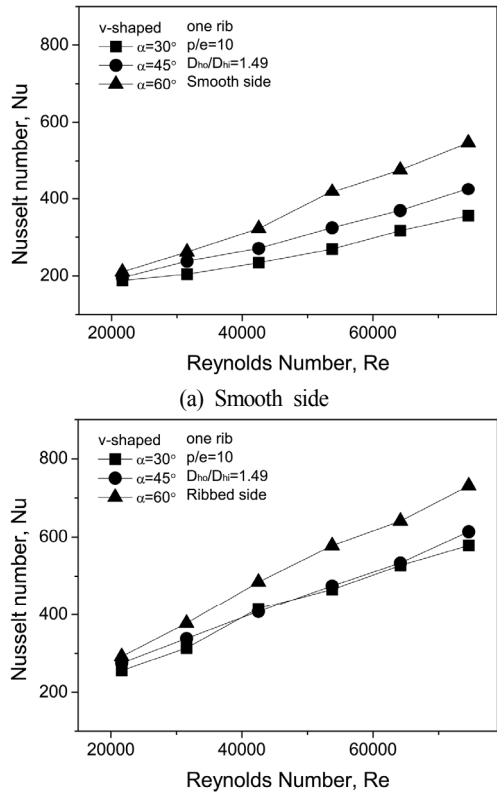 800
600
400
200
Nusselt number, Nu
v-shaped one rib
α=30° p/e=10
α=45° Dho/Dhi=1.49
α=60° Smooth side
20000 40000 60000
Reynolds Number, Re
(a) Smooth side
800
600
400
200
Nusselt number, Nu
v-shaped one rib
α=30° p/e=10
α=45° Dho/Dhi=1.49
α=60° Ribbed side
20000 40000 60000
Reynolds Number, Re